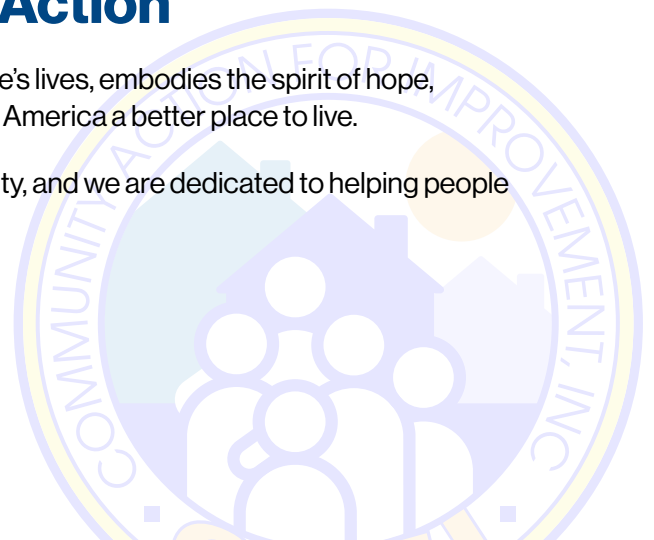 Action
e's lives, embodies the spirit of hope,
America a better place to live.
ty, and we are dedicated to helping people
COMMUNITY ACTION FOR IMPROVEMENT, INC